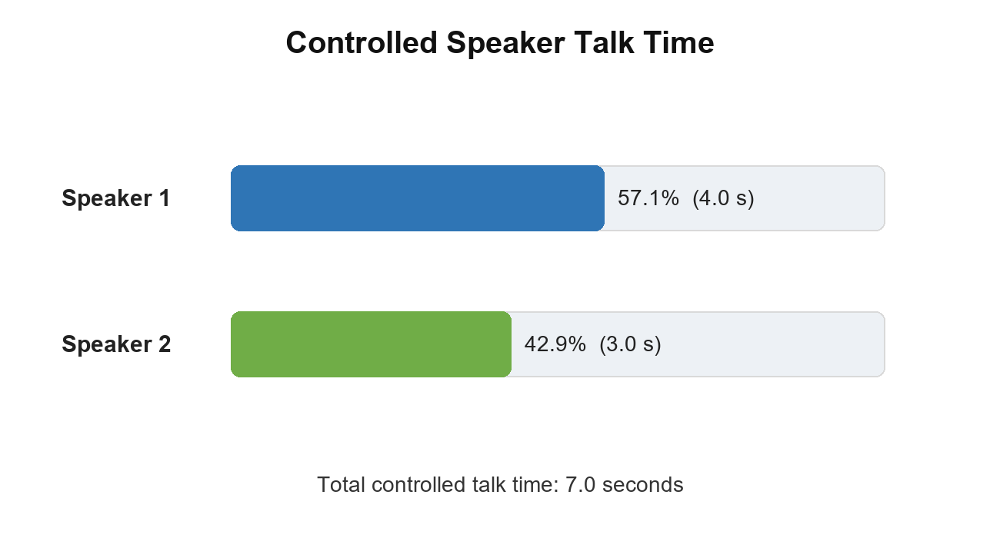 Controlled Speaker Talk Time
Speaker 1 57.1% (4.0 s)
Speaker 2 42.9% (3.0 s)
Total controlled talk time: 7.0 seconds